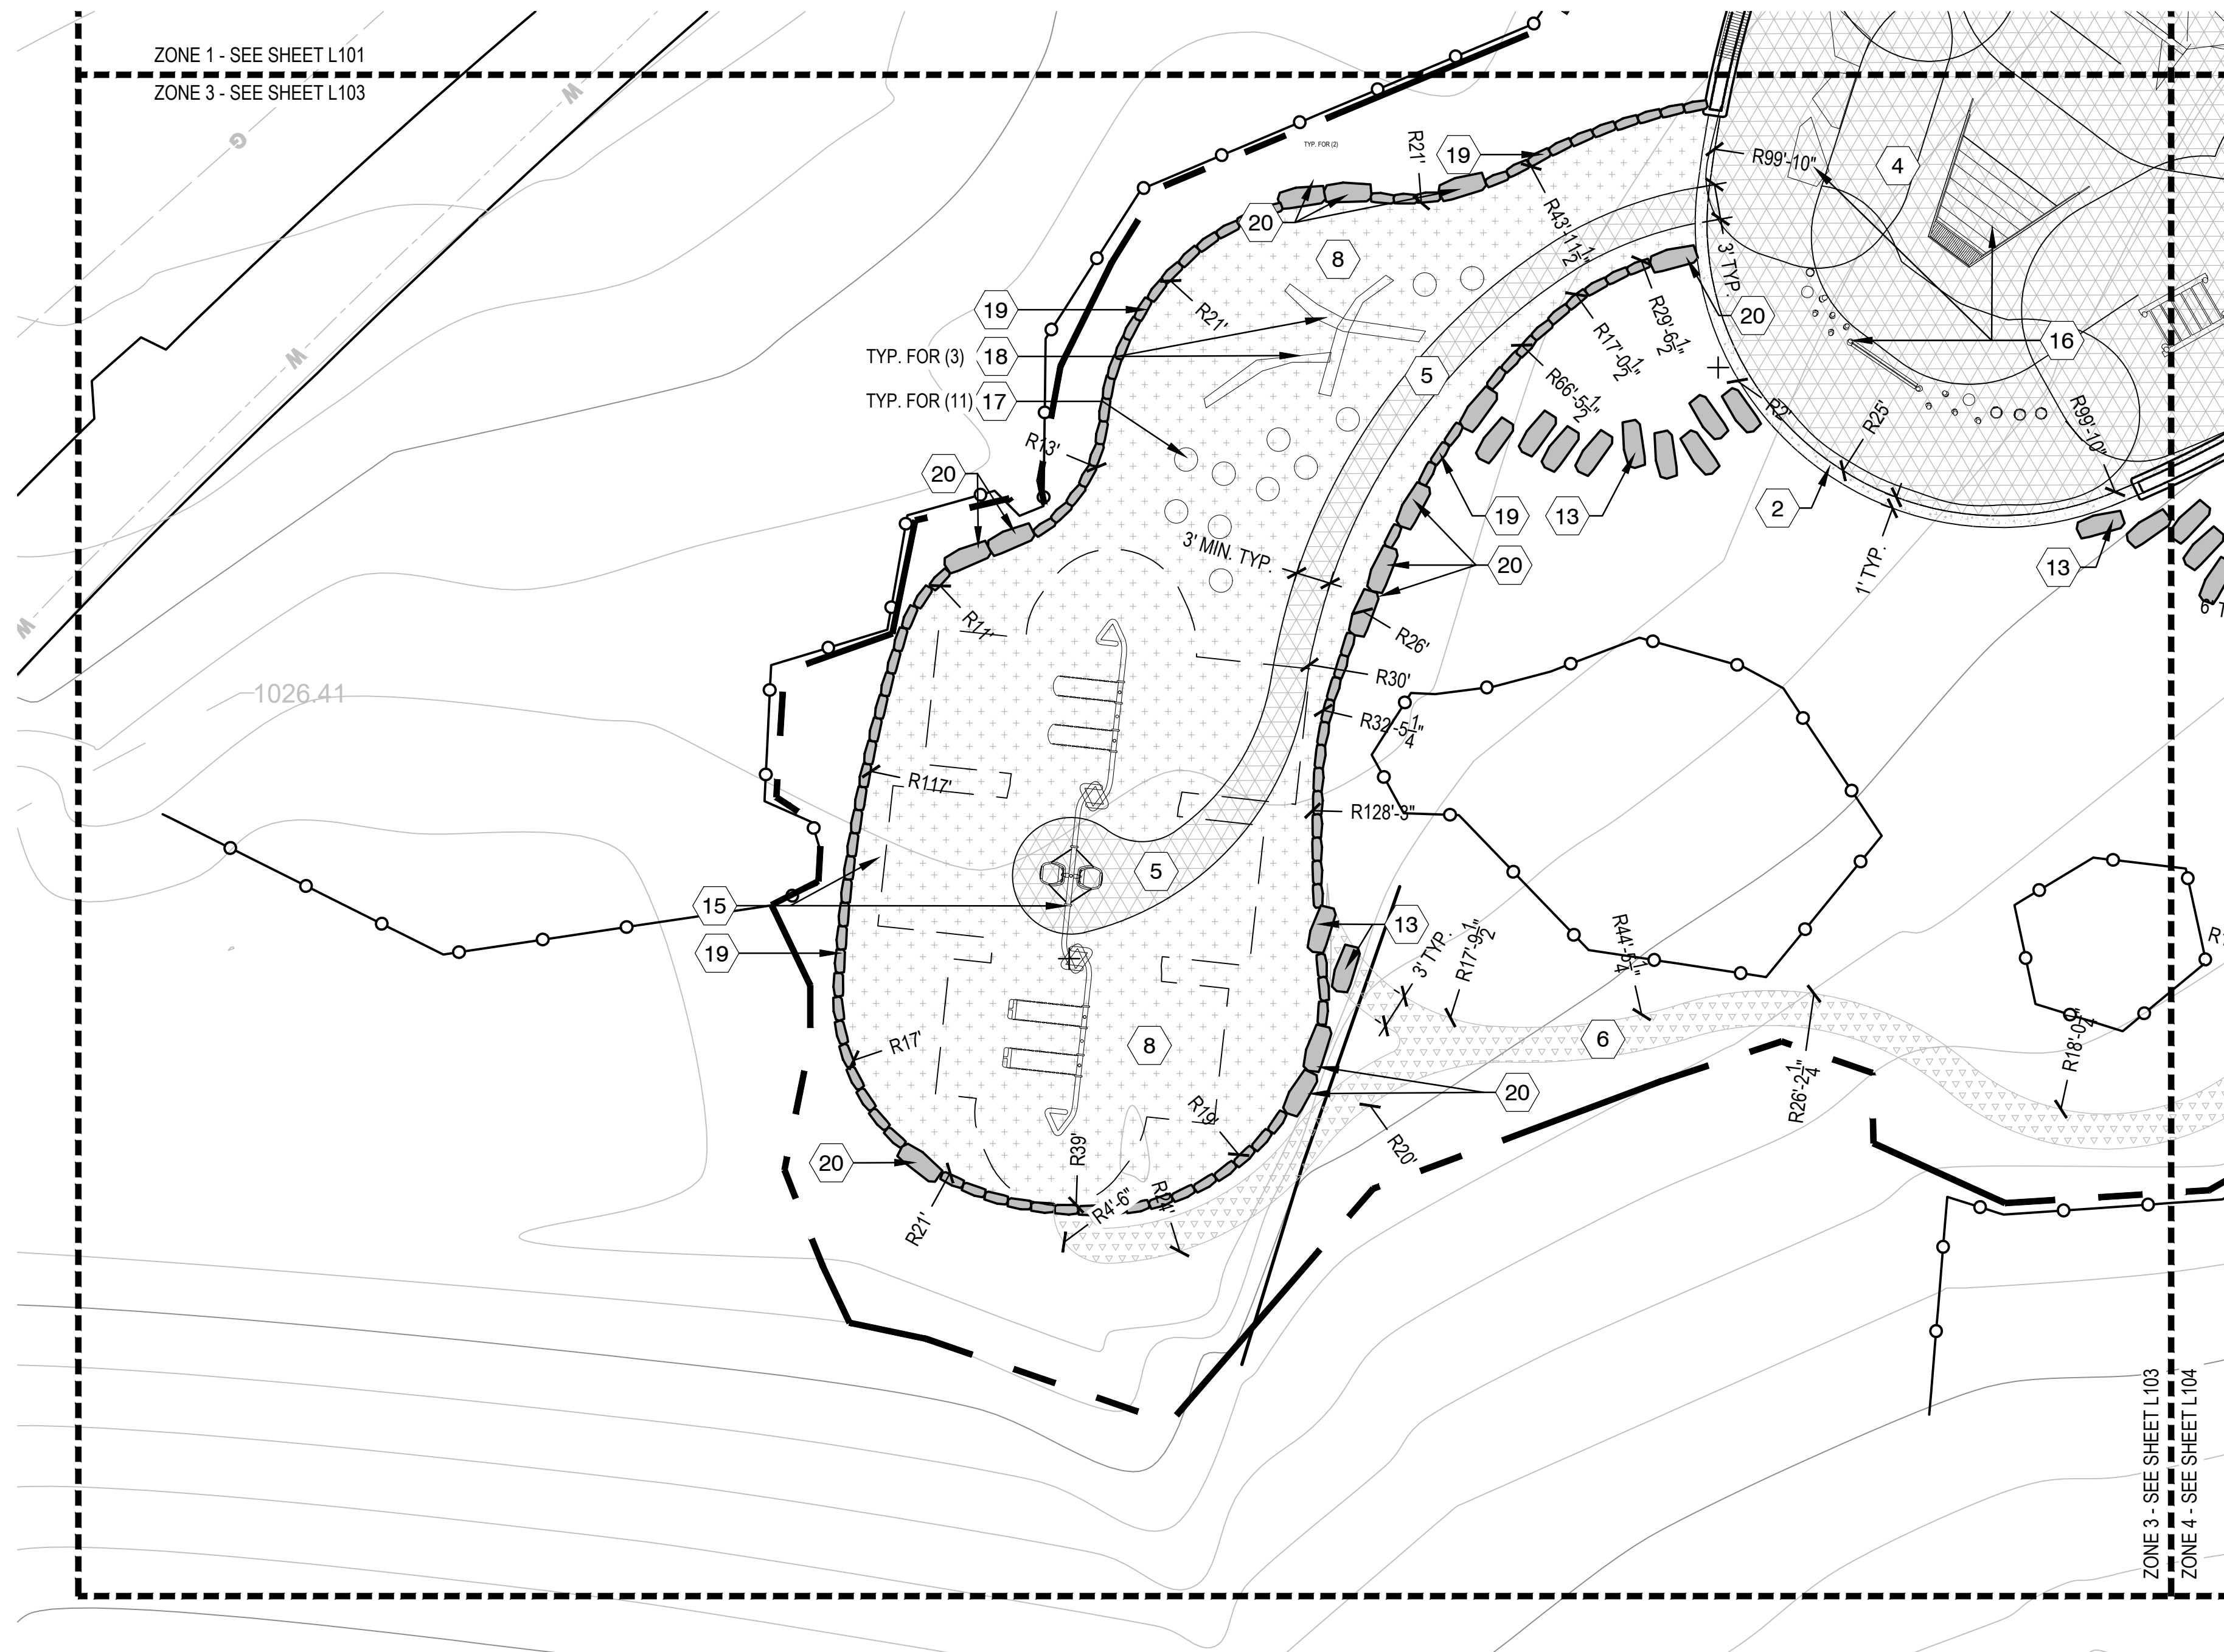 ZONE 1 - SEE SHEET L101
ZONE 3 - SEE SHEET L103
W
G
W
W
1026.41
TYP. FOR (2)
R21'
19
R99'-10"
4
20
8
R43'-11 1/2"
3' TYP.
19
R21'
R29'-6 1/2"
20
R17'-0 1/2"
16
TYP. FOR (3) 18
5
R66'-5 1/2"
TYP. FOR (11) 17
R2'
R25'
R99'-10"
R13'
20
19
13
2
3' MIN. TYP.
20
13
1' TYP.
R11'
R26'
R30'
R32'-5 1/4"
R117'
R128'-3"
5
15
13
19
3' TYP.
R17'-9 1/2"
R44'-5 1/4"
R17'
8
6
R18'-0 1/4"
R26'-2 1/4"
20
R19'
R20'
20
R39'
R21'
R4'-6"
R24'
ZONE 3 - SEE SHEET L103
ZONE 4 - SEE SHEET L104